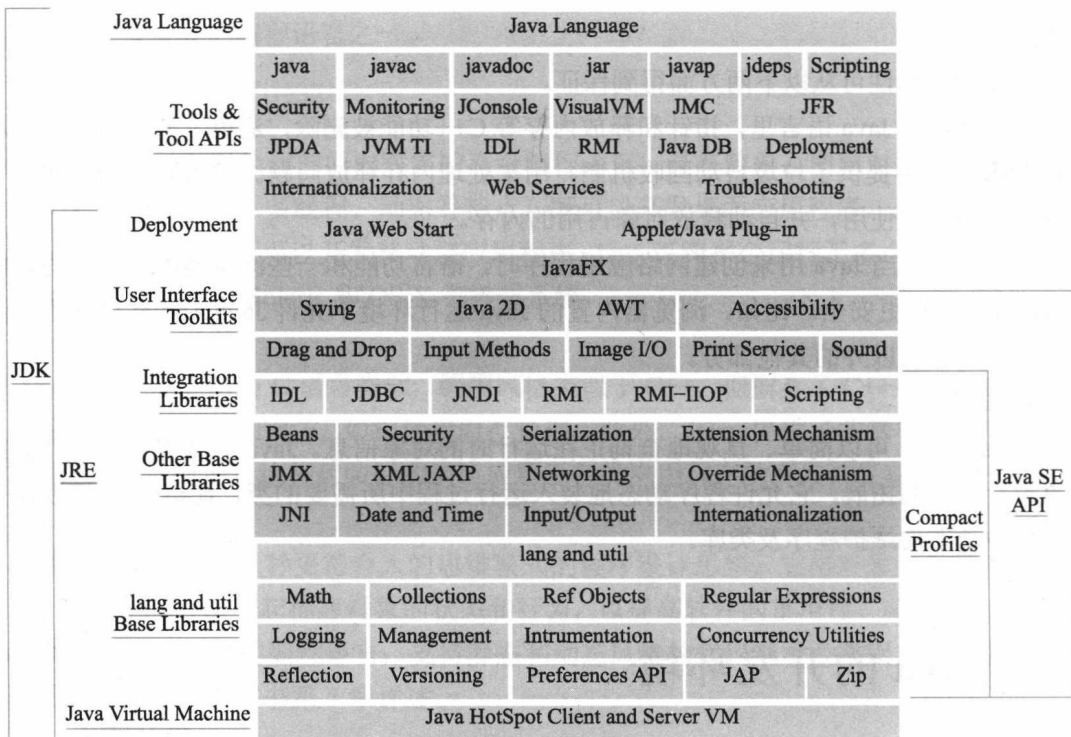 Java Language
Java Language
java javac javadoc jar javap jdeps Scripting
Tools &
Tool APIs
Security Monitoring JConsole VisualVM JMC JFR
JPDA JVM TI IDL RMI Java DB Deployment
Internationalization Web Services Troubleshooting
Deployment
Java Web Start Applet/Java Plug–in
JavaFX
User Interface
Toolkits
Swing Java 2D AWT Accessibility
Drag and Drop Input Methods Image I/O Print Service Sound
JDK
Integration
Libraries
IDL JDBC JNDI RMI RMI–IIOP Scripting
Beans Security Serialization Extension Mechanism
Other Base
Libraries
JRE
JMX XML JAXP Networking Override Mechanism
Java SE
API
JNI Date and Time Input/Output Internationalization
Compact
Profiles
lang and util
lang and util
Base Libraries
Math Collections Ref Objects Regular Expressions
Logging Management Intrumentation Concurrency Utilities
Reflection Versioning Preferences API JAP Zip
Java Virtual Machine
Java HotSpot Client and Server VM